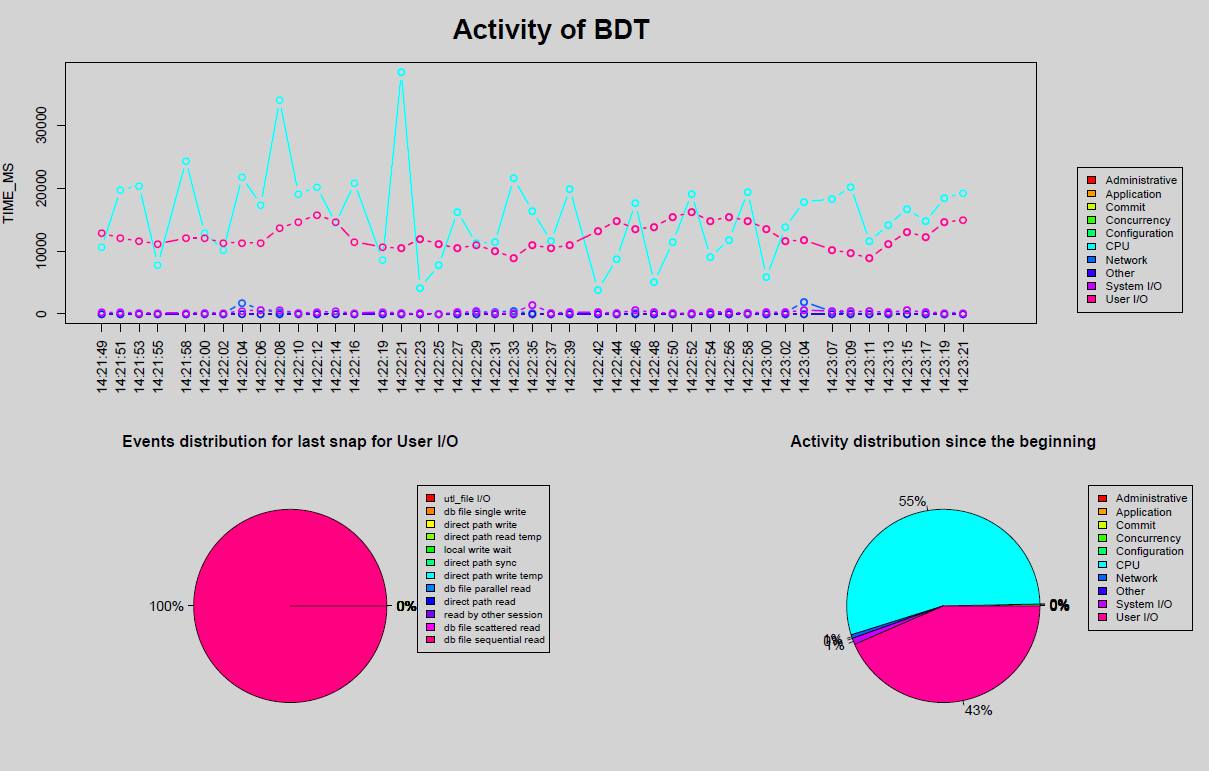 Activity of BDT
TIME_MS
30000
20000
10000
0
14:21:49
14:21:51
14:21:53
14:21:55
14:21:58
14:22:00
14:22:02
14:22:04
14:22:06
14:22:08
14:22:10
14:22:12
14:22:14
14:22:16
14:22:19
14:22:21
14:22:23
14:22:25
14:22:27
14:22:29
14:22:31
14:22:33
14:22:35
14:22:37
14:22:39
14:22:42
14:22:44
14:22:46
14:22:48
14:22:50
14:22:52
14:22:54
14:22:56
14:22:58
14:23:00
14:23:02
14:23:04
14:23:07
14:23:09
14:23:11
14:23:13
14:23:15
14:23:17
14:23:19
14:23:21
Administrative
Application
Commit
Concurrency
Configuration
CPU
Network
Other
System I/O
User I/O
Events distribution for last snap for User I/O
100%
0%
utl_file I/O
db file single write
direct path write
direct path read temp
local write wait
direct path sync
direct path write temp
db file parallel read
direct path read
read by other session
db file scattered read
db file sequential read
Activity distribution since the beginning
55%
0%
1%
43%
Administrative
Application
Commit
Concurrency
Configuration
CPU
Network
Other
System I/O
User I/O